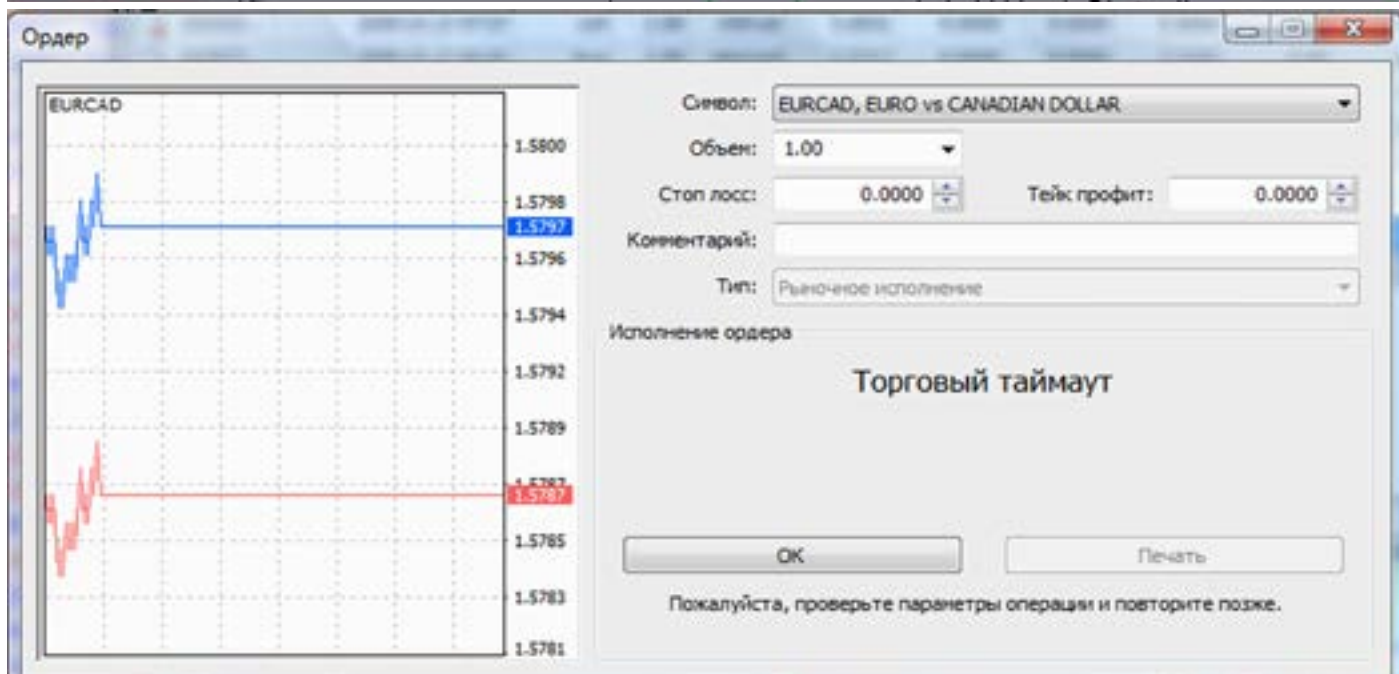 Ордер
EURCAD
1.5800
1.5798
1.5797
1.5796
1.5794
1.5792
1.5789
1.5787
1.5787
1.5785
1.5783
1.5781
Символ: EURCAD, EURO vs CANADIAN DOLLAR
Объем: 1.00
Стоп лосс: 0.0000 Тейк профит: 0.0000
Комментарий:
Тип: Рыночное исполнение
Исполнение ордера
Торговый таймаут
OK Печать
Пожалуйста, проверьте параметры операции и повторите позже.